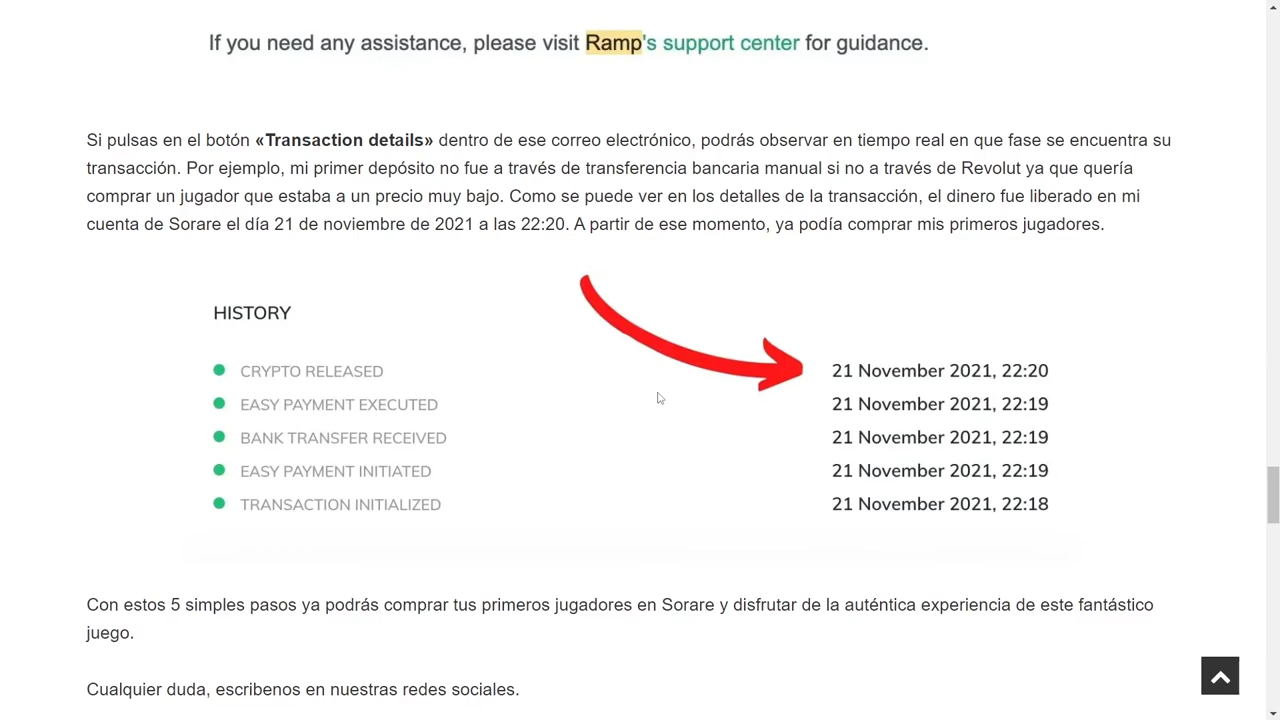 If you need any assistance, please visit Ramp's support center for guidance.
Si pulsas en el botón «Transaction details» dentro de ese correo electrónico, podrás observar en tiempo real en que fase se encuentra su
transacción. Por ejemplo, mi primer depósito no fue a través de transferencia bancaria manual si no a través de Revolut ya que quería
comprar un jugador que estaba a un precio muy bajo. Como se puede ver en los detalles de la transacción, el dinero fue liberado en mi
cuenta de Sorare el día 21 de noviembre de 2021 a las 22:20. A partir de ese momento, ya podía comprar mis primeros jugadores.
HISTORY
CRYPTO RELEASED 21 November 2021, 22:20
EASY PAYMENT EXECUTED 21 November 2021, 22:19
BANK TRANSFER RECEIVED 21 November 2021, 22:19
EASY PAYMENT INITIATED 21 November 2021, 22:19
TRANSACTION INITIALIZED 21 November 2021, 22:18
Con estos 5 simples pasos ya podrás comprar tus primeros jugadores en Sorare y disfrutar de la auténtica experiencia de este fantástico
juego.
Cualquier duda, escribenos en nuestras redes sociales.